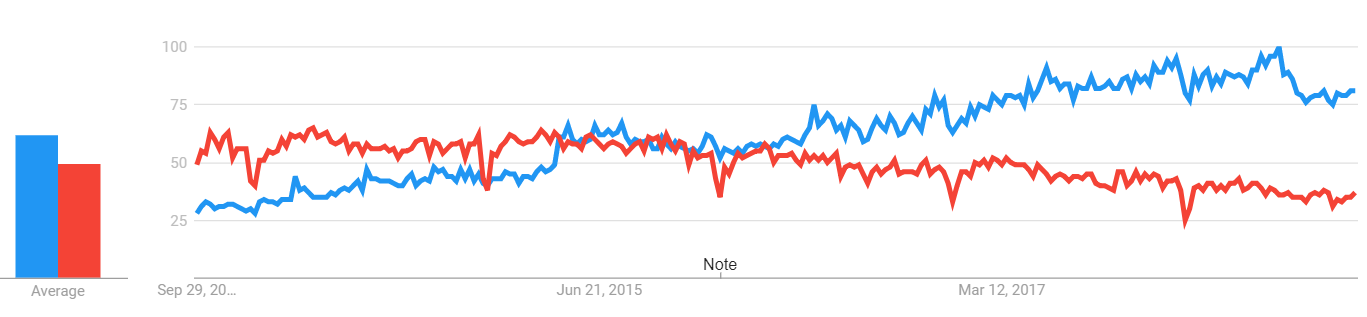 100
75
50
25
Note
Average
Sep 29, 20...
Jun 21, 2015
Mar 12, 2017